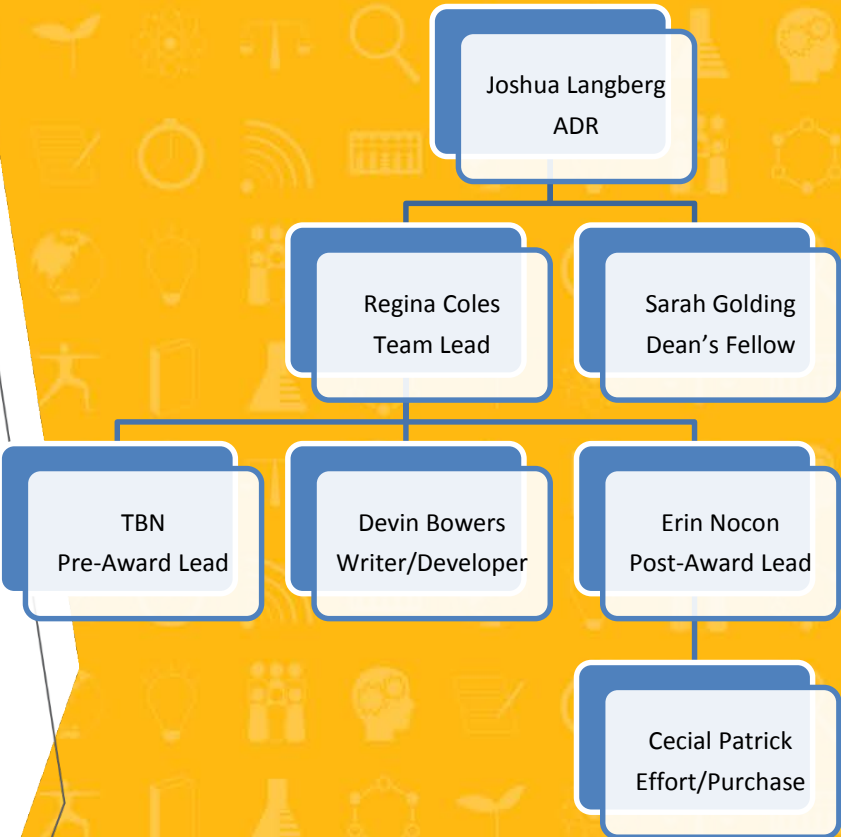 Joshua Langberg
ADR
Regina Coles
Team Lead
Sarah Golding
Dean’s Fellow
TBN
Pre-Award Lead
Devin Bowers
Writer/Developer
Erin Nocon
Post-Award Lead
Cecial Patrick
Effort/Purchase